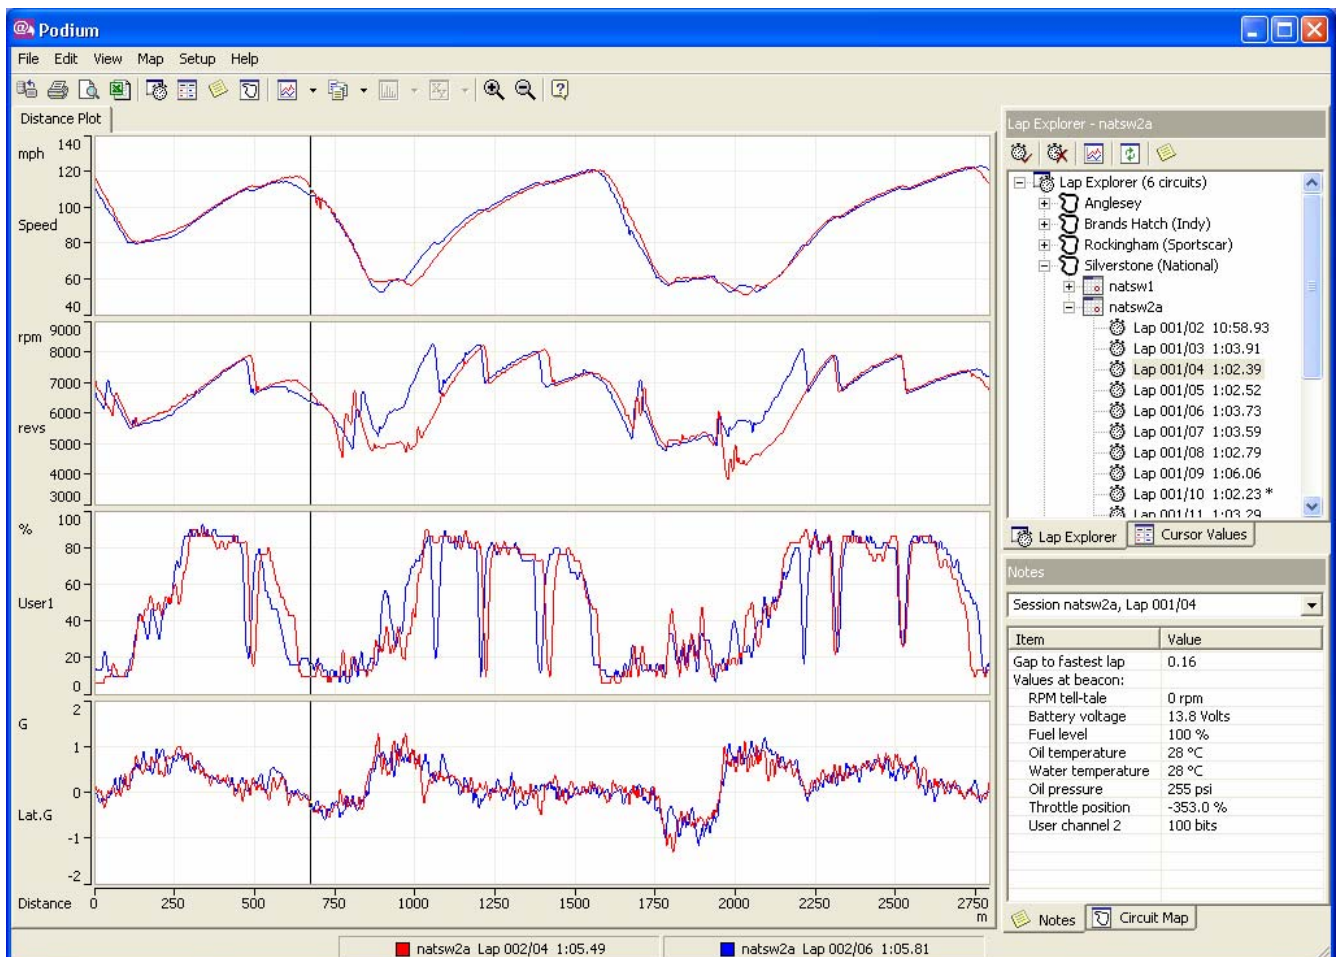 Podium
File Edit View Map Setup Help
Distance Plot
mph 140
120
100
Speed
80
60
40
rpm 9000
8000
7000
6000
revs
5000
4000
3000
% 100
80
60
User1
40
20
0
2
G
1
0
Lat.G
-1
-2
Distance 0 250 500 750 1000 1250 1500 1750 2000 2250 2500 2750
m
natsw2a Lap 002/04 1:05.49 natsw2a Lap 002/06 1:05.81
Lap Explorer - natsw2a
Lap Explorer (6 circuits)
Anglesey
Brands Hatch (Indy)
Rockingham (Sportscar)
Silverstone (National)
natsw1
natsw2a
Lap 001/02 10:58.93
Lap 001/03 1:03.91
Lap 001/04 1:02.39
Lap 001/05 1:02.52
Lap 001/06 1:03.73
Lap 001/07 1:03.59
Lap 001/08 1:02.79
Lap 001/09 1:06.06
Lap 001/10 1:02.23 *
Lap 001/11 1:03.29
Lap Explorer Cursor Values
Notes
Session natsw2a, Lap 001/04
Item Value
Gap to fastest lap 0.16
Values at beacon:
RPM tell-tale 0 rpm
Battery voltage 13.8 Volts
Fuel level 100 %
Oil temperature 28 °C
Water temperature 28 °C
Oil pressure 255 psi
Throttle position -353.0 %
User channel 2 100 bits
Notes Circuit Map